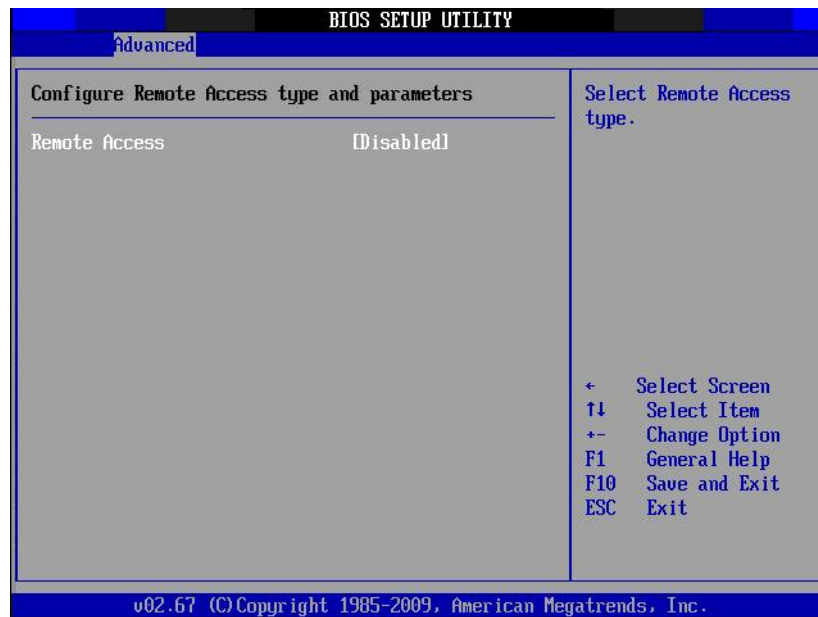 BIOS SETUP UTILITY
Advanced
Configure Remote Access type and parameters
Remote Access [Disabled]
Select Remote Access
type.
← Select Screen
↑↓ Select Item
+- Change Option
F1 General Help
F10 Save and Exit
ESC Exit
v02.67 (C)Copyright 1985-2009, American Megatrends, Inc.